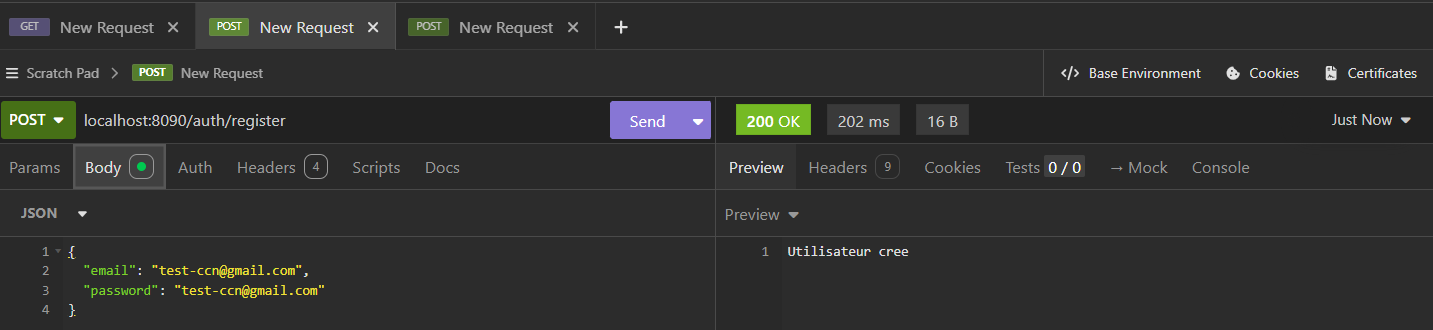 GET New Request POST New Request POST New Request
Scratch Pad POST New Request Base Environment Cookies Certificates
POST localhost:8090/auth/register Send 200 OK 202 ms 16 B Just Now
Params Body Auth Headers 4 Scripts Docs Preview Headers 9 Cookies Tests 0 / 0 → Mock Console
JSON Preview
1 {
2 "email": "test-ccn@gmail.com",
3 "password": "test-ccn@gmail.com"
4 }
1 Utilisateur cree